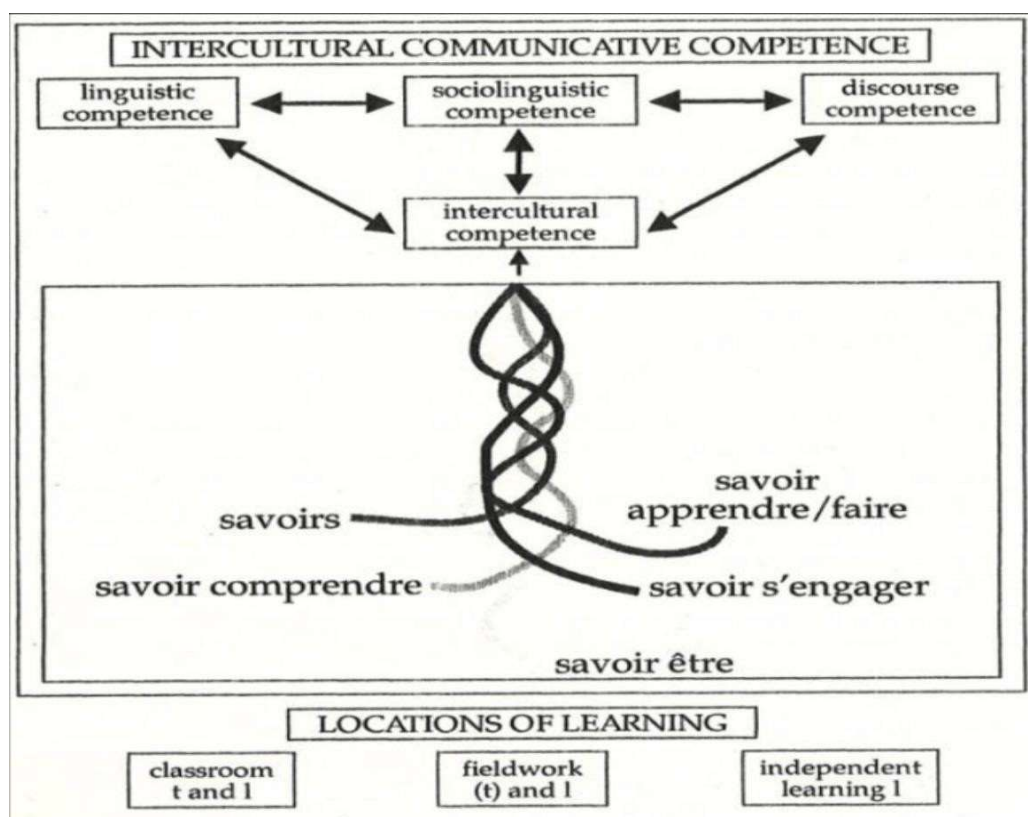 INTERCULTURAL COMMUNICATIVE COMPETENCE
linguistic
competence
sociolinguistic
competence
discourse
competence
intercultural
competence
savoir
apprendre/faire
savoirs
savoir comprendre
savoir s'engager
savoir être
LOCATIONS OF LEARNING
classroom
t and l
fieldwork
(t) and l
independent
learning l